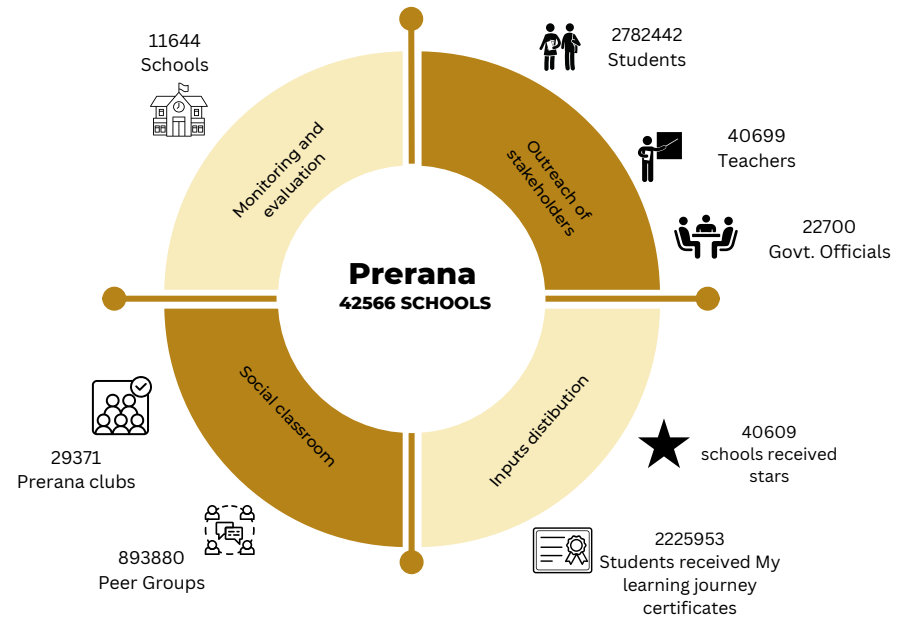 11644
Schools
2782442
Students
40699
Teachers
22700
Govt. Officials
Monitoring and
evaluation
Outreach of
stakeholders
Prerana
42566 SCHOOLS
Social classroom
Inputs distibution
29371
Prerana clubs
893880
Peer Groups
40609
schools received
stars
2225953
Students received My
learning journey
certificates